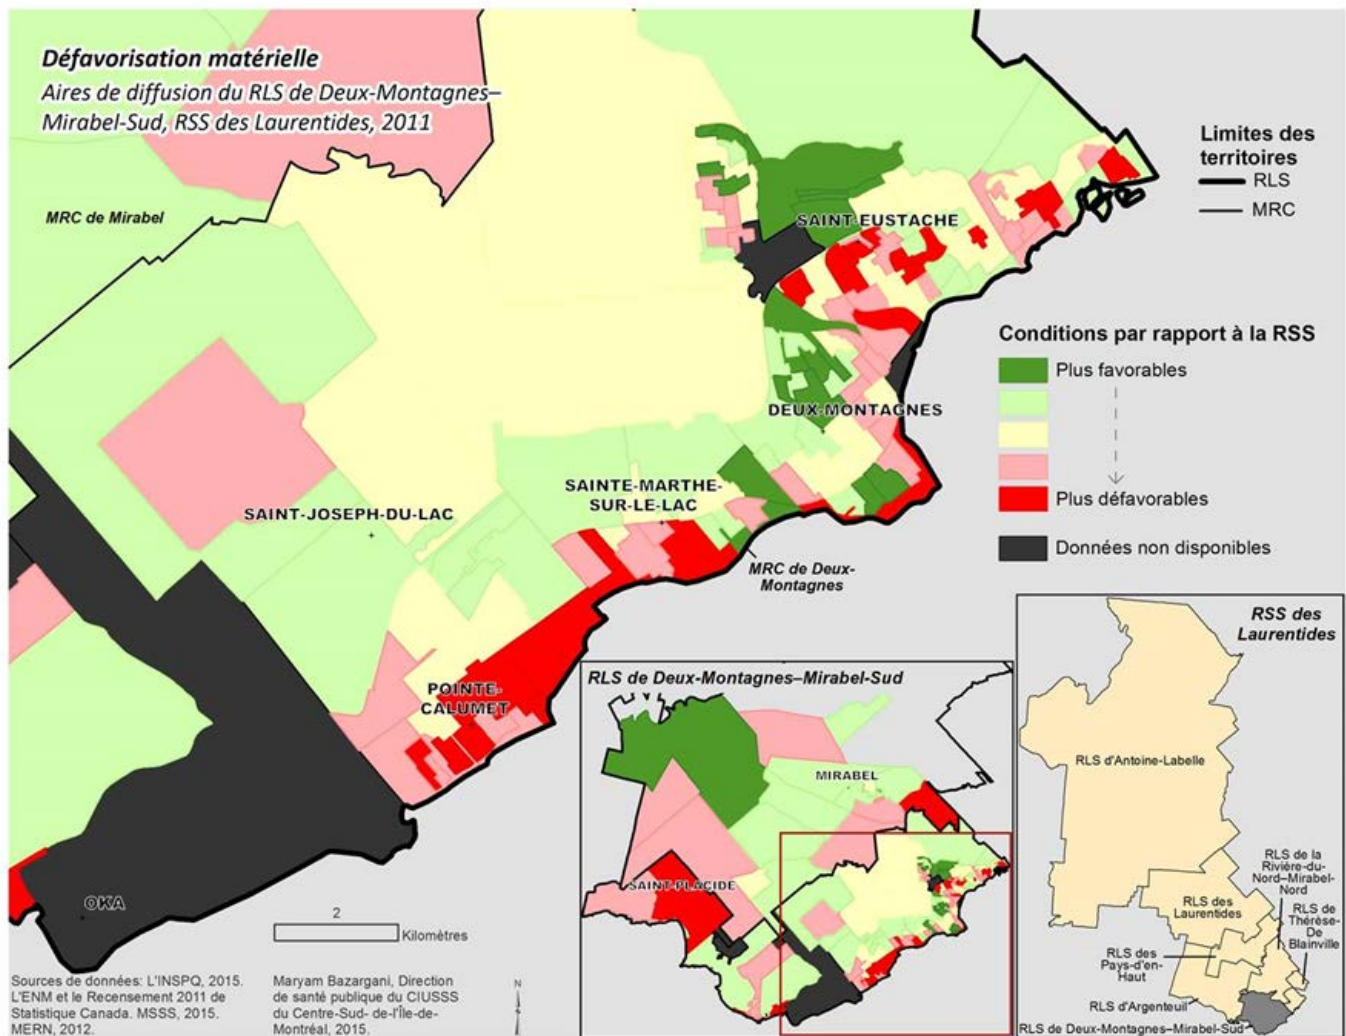 Défavorisation matérielle
Aires de diffusion du RLS de Deux-Montagnes–
Mirabel-Sud, RSS des Laurentides, 2011
MRC de Mirabel
SAINT-EUSTACHE
DEUX-MONTAGNES
SAINTE-MARTHE-
SUR-LE-LAC
SAINT-JOSEPH-DU-LAC
MRC de Deux-
Montagnes
POINTE-
CALUMET
OKA
Limites des
territoires
RLS
MRC
Conditions par rapport à la RSS
Plus favorables
Plus défavorables
Données non disponibles
2
Kilomètres
N
Sources de données: L'INSPQ, 2015.
L'ENM et le Recensement 2011 de
Statistique Canada. MSSS, 2015.
MERN, 2012.
Maryam Bazargani, Direction
de santé publique du CIUSSS
du Centre-Sud- de-l'Île-de-
Montréal, 2015.
RLS de Deux-Montagnes–Mirabel-Sud
MIRABEL
SAINT-PLACIDE
RSS des
Laurentides
RLS d'Antoine-Labelle
RLS de la
Rivière-du-
Nord–Mirabel-
Nord
RLS des
Laurentides
RLS de
Thérèse-
De
Blainville
RLS des
Pays-d'en-
Haut
RLS d'Argenteuil
RLS de Deux-Montagnes–Mirabel-Sud